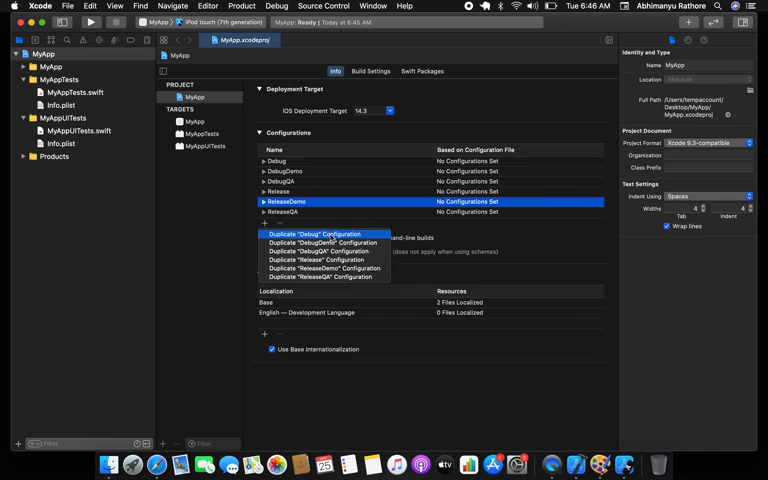 Xcode File Edit View Find Navigate Editor Product Debug Source Control Window Help Tue 6:46 AM Abhimanyu Rathore
MyApp iPod touch (7th generation) MyApp: Ready | Today at 6:45 AM
MyApp.xcodeproj
MyApp
MyApp
MyAppTests
MyAppTests.swift
Info.plist
MyAppUITests
MyAppUITests.swift
Info.plist
Products
Filter
MyApp
Info Build Settings Swift Packages
PROJECT
MyApp
TARGETS
MyApp
MyAppTests
MyAppUITests
Filter
Deployment Target
iOS Deployment Target 14.3
Configurations
Name Based on Configuration File
Debug No Configurations Set
DebugDemo No Configurations Set
DebugQA No Configurations Set
Release No Configurations Set
ReleaseDemo No Configurations Set
ReleaseQA No Configurations Set
Duplicate "Debug" Configuration
Duplicate "DebugDemo" Configuration
Duplicate "DebugQA" Configuration
Duplicate "Release" Configuration
Duplicate "ReleaseDemo" Configuration
Duplicate "ReleaseQA" Configuration
and-line builds
(does not apply when using schemes)
Localization Resources
Base 2 Files Localized
English — Development Language 0 Files Localized
Use Base Internationalization
Identity and Type
Name MyApp
Location Absolute
Full Path /Users/tempaccount/
Desktop/MyApp/
MyApp.xcodeproj
Project Document
Project Format Xcode 9.3-compatible
Organization
Class Prefix
Text Settings
Indent Using Spaces
Widths 4 4
Tab Indent
Wrap lines
25